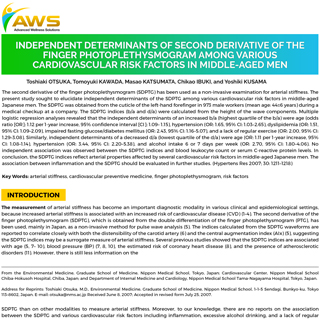 AWS
Advanced Wellness Solutions
INDEPENDENT DETERMINANTS OF SECOND DERIVATIVE OF THE
FINGER PHOTOPLETHYSMOGRAM AMONG VARIOUS
CARDIOVASCULAR RISK FACTORS IN MIDDLE-AGED MEN
Toshiaki OTSUKA, Tomoyuki KAWADA, Masao KATSUMATA, Chikao IBUKI, and Yoshiki KUSAMA
The second derivative of the finger photoplethysmogram (SDPTG) has been used as a non-invasive examination for arterial stiffness. The
present study sought to elucidate independent determinants of the SDPTG among various cardiovascular risk factors in middle-aged
Japanese men. The SDPTG was obtained from the cuticle of the left hand forefinger in 973 male workers (mean age: 44±6 years) during a
medical checkup at a company. The SDPTG indices (b/a and d/a) were calculated from the height of the wave components. Multiple
logistic regression analyses revealed that the independent determinants of an increased b/a (highest quartile of the b/a) were age (odds
ratio [OR]: 1.12 per 1-year increase, 95% confidence interval [CI]: 1.09-1.15), hypertension (OR: 1.65, 95% CI: 1.03-2.65), dyslipidemia (OR: 1.51,
95% CI: 1.09-2.09), impaired fasting glucose/diabetes mellitus (OR: 2.43, 95% CI: 1.16-5.07), and a lack of regular exercise (OR: 2.00, 95% CI:
1.29-3.08). Similarly, independent determinants of a decreased d/a (lowest quartile of the d/a) were age (OR: 1.11 per 1-year increase, 95%
CI: 1.08-1.14), hypertension (OR: 3.44, 95% CI: 2.20-5.38), and alcohol intake 6 or 7 days per week (OR: 2.70, 95% CI: 1.80-4.06). No
independent association was observed between the SDPTG indices and blood leukocyte count or serum C-reactive protein levels. In
conclusion, the SDPTG indices reflect arterial properties affected by several cardiovascular risk factors in middle-aged Japanese men. The
association between inflammation and the SDPTG should be evaluated in further studies. (Hypertens Res 2007; 30: 1211-1218)
Key Words: arterial stiffness, cardiovascular risk factors, preventive medicine, finger photoplethysmogram, risk factors
INTRODUCTION
The measurement of arterial stiffness has become an important diagnostic modality in various clinical and epidemiological settings,
because increased arterial stiffness is associated with an increased risk of cardiovascular disease (CVD) (1-4). The second derivative of the
finger photoplethysmogram (SDPTG), which is obtained from the double differentiation of the finger photoplethysmogram (PTG), has
been used, mainly in Japan, as a non-invasive method for pulse wave analysis (5). The indices calculated from the SDPTG waveforms are
reported to correlate closely with both the distensibility of the carotid artery (6) and the central augmentation index (AIx) (5), suggesting
the SDPTG indices may be a surrogate measure of arterial stiffness. Several previous studies showed that the SDPTG indices are associated
with age (5, 7-10), blood pressure (BP) (7, 8, 10), the estimated risk of coronary heart disease (8), and the presence of atherosclerotic
disorders (11). However, there is still less information on the
From the Environmental Medicine, Graduate School of Medicine, Nippon Medical School, Tokyo, Japan; Cardiovascular Center, Nippon Medical School
Chiba-Hokusoh Hospital, Chiba, Japan; and Department of Internal Medicine and Cardiology, Nippon Medical School Tama-Nagayama Hospital, Tokyo, Japan.
Address for Reprints: Toshiaki Otsuka, M.D., Environmental Medicine, Graduate School of Medicine, Nippon Medical School, 1-1-5 Sendagi, Bunkyo-ku, Tokyo
113-8602, Japan. E-mail: otsuka@nms.ac.jp Received June 8, 2007; Accepted in revised form July 25, 2007.
SDPTG than on other modalities to measure arterial stiffness. Moreover, to our knowledge, there are no reports on the association
between the SDPTG and various cardiovascular risk factors including inflammation, excessive alcohol drinking, and a lack of regular